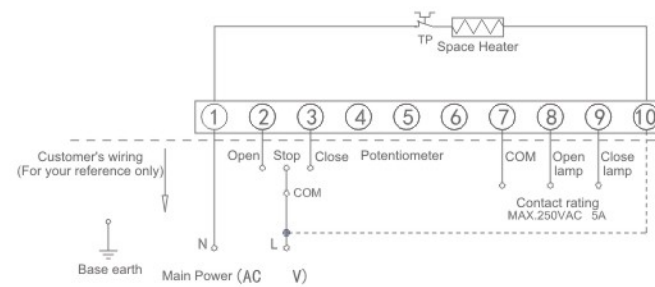 TP
Space Heater
1 2 3 4 5 6 7 8 9 10
Customer's wiring
(For your reference only)
Open Stop Close Potentiometer COM Open lamp Close lamp
COM
Contact rating
MAX.250VAC 5A
N L
Base earth
Main Power (AC V)